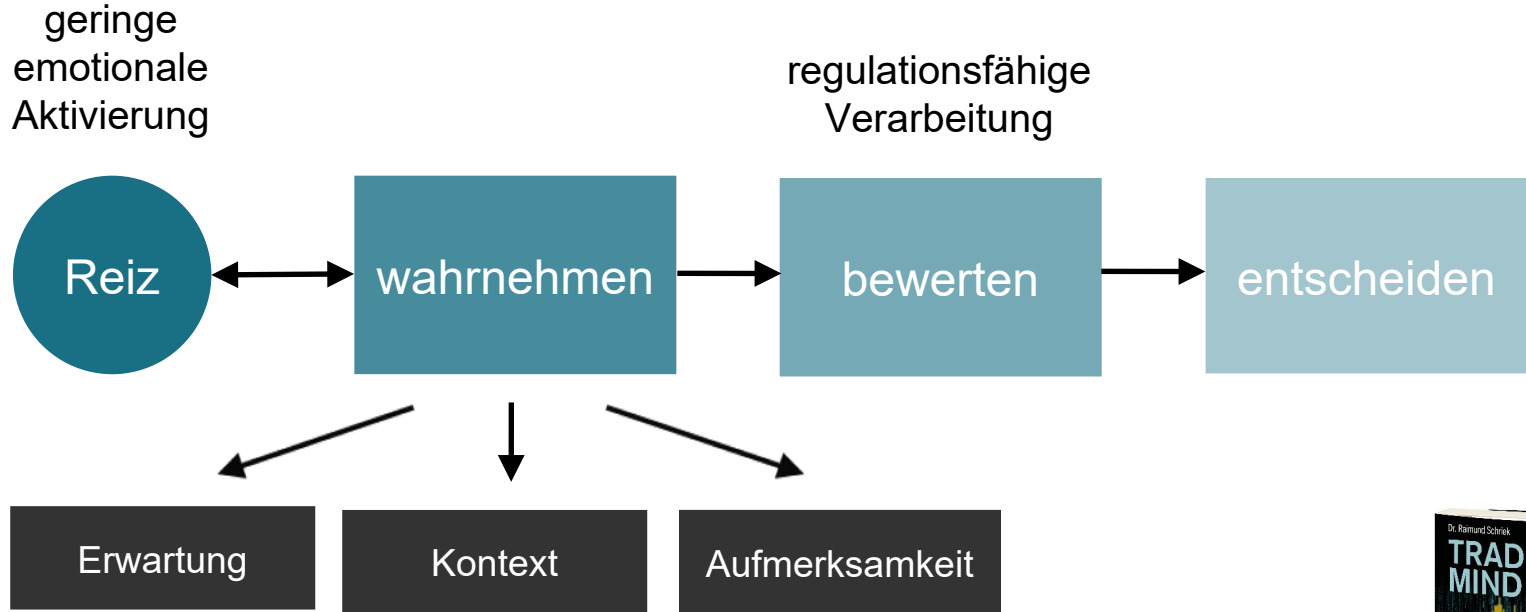 geringe
emotionale
Aktivierung
regulationsfähige
Verarbeitung
Reiz
wahrnehmen
bewerten
entscheiden
Erwartung
Kontext
Aufmerksamkeit
Dr. Raimund Schriek
TRAD
MIND